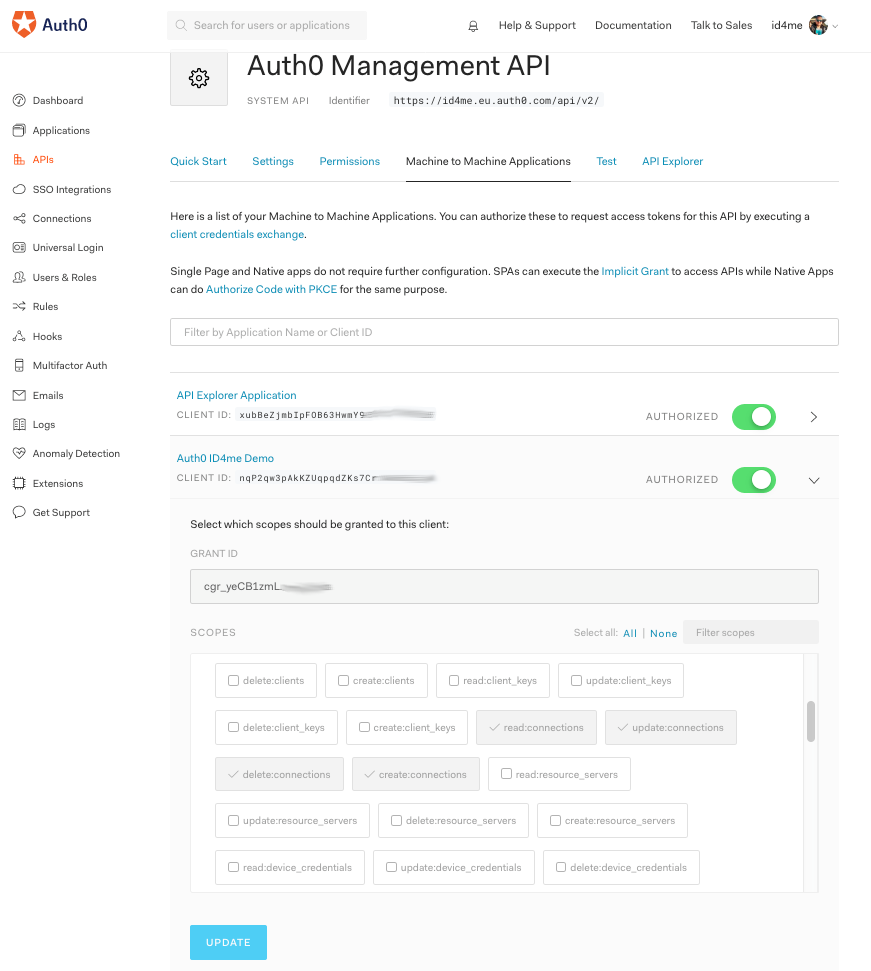 Auth0
Search for users or applications
Help & Support
Documentation
Talk to Sales
id4me
Dashboard
Applications
APIs
SSO Integrations
Connections
Universal Login
Users & Roles
Rules
Hooks
Multifactor Auth
Emails
Logs
Anomaly Detection
Extensions
Get Support
Auth0 Management API
SYSTEM API Identifier https://id4me.eu.auth0.com/api/v2/
Quick Start Settings Permissions Machine to Machine Applications Test API Explorer
Here is a list of your Machine to Machine Applications. You can authorize these to request access tokens for this API by executing a
client credentials exchange.
Single Page and Native apps do not require further configuration. SPAs can execute the Implicit Grant to access APIs while Native Apps
can do Authorize Code with PKCE for the same purpose.
Filter by Application Name or Client ID
API Explorer Application
CLIENT ID: xubBeZjmbIpFOB63HwmY9
AUTHORIZED
Auth0 ID4me Demo
CLIENT ID: nqP2qw3pAkKZUqpqdZKs7Cr
AUTHORIZED
Select which scopes should be granted to this client:
GRANT ID
cgr_yeCB1zmL
SCOPES
Select all: All | None
Filter scopes
delete:clients create:clients read:client_keys update:client_keys
delete:client_keys create:client_keys read:connections update:connections
delete:connections create:connections read:resource_servers
update:resource_servers delete:resource_servers create:resource_servers
read:device_credentials update:device_credentials delete:device_credentials
UPDATE